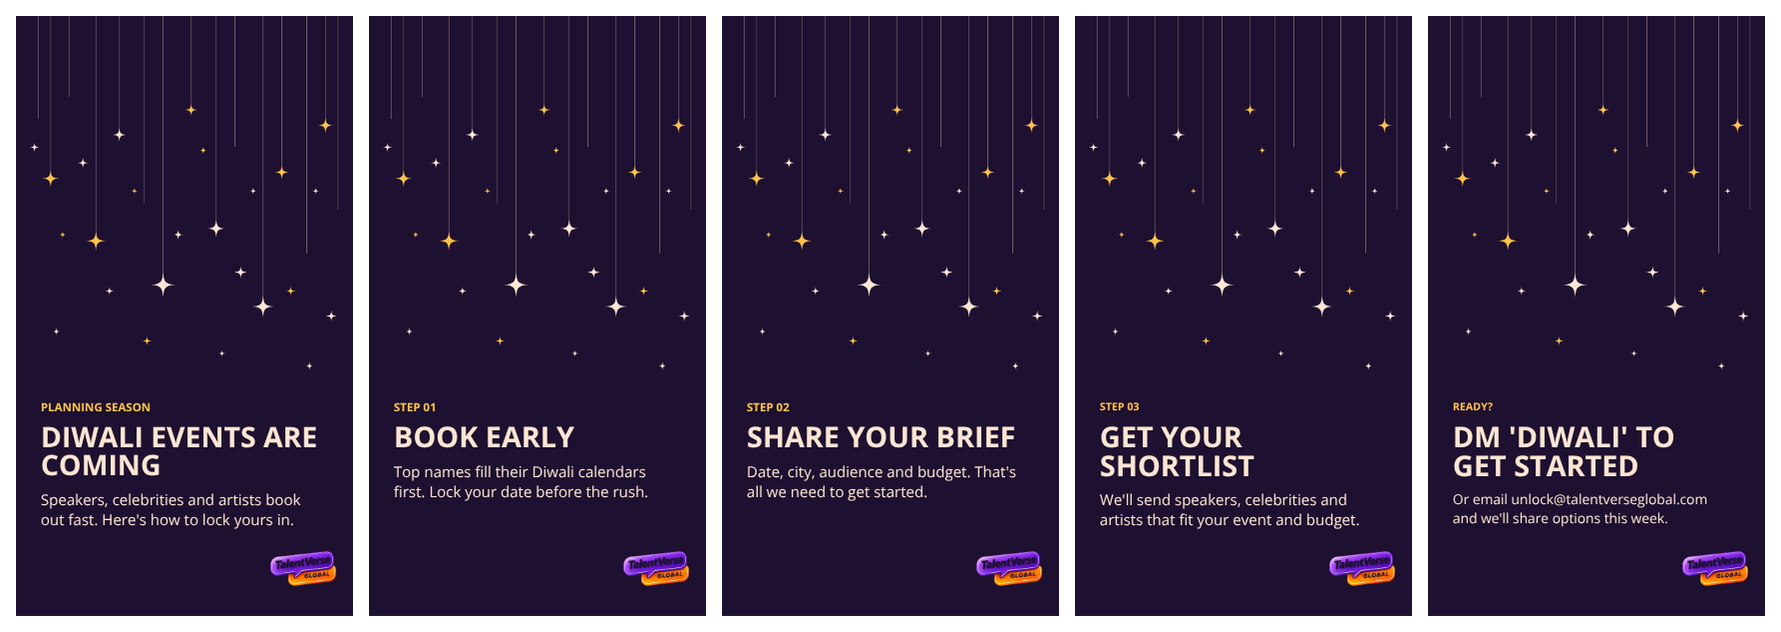 PLANNING SEASON
DIWALI EVENTS ARE
COMING
Speakers, celebrities and artists book
out fast. Here's how to lock yours in.
TalentVerse
GLOBAL
STEP 01
BOOK EARLY
Top names fill their Diwali calendars
first. Lock your date before the rush.
TalentVerse
GLOBAL
STEP 02
SHARE YOUR BRIEF
Date, city, audience and budget. That's
all we need to get started.
TalentVerse
GLOBAL
STEP 03
GET YOUR
SHORTLIST
We'll send speakers, celebrities and
artists that fit your event and budget.
TalentVerse
GLOBAL
READY?
DM 'DIWALI' TO
GET STARTED
Or email unlock@talentverseglobal.com
and we'll share options this week.
TalentVerse
GLOBAL